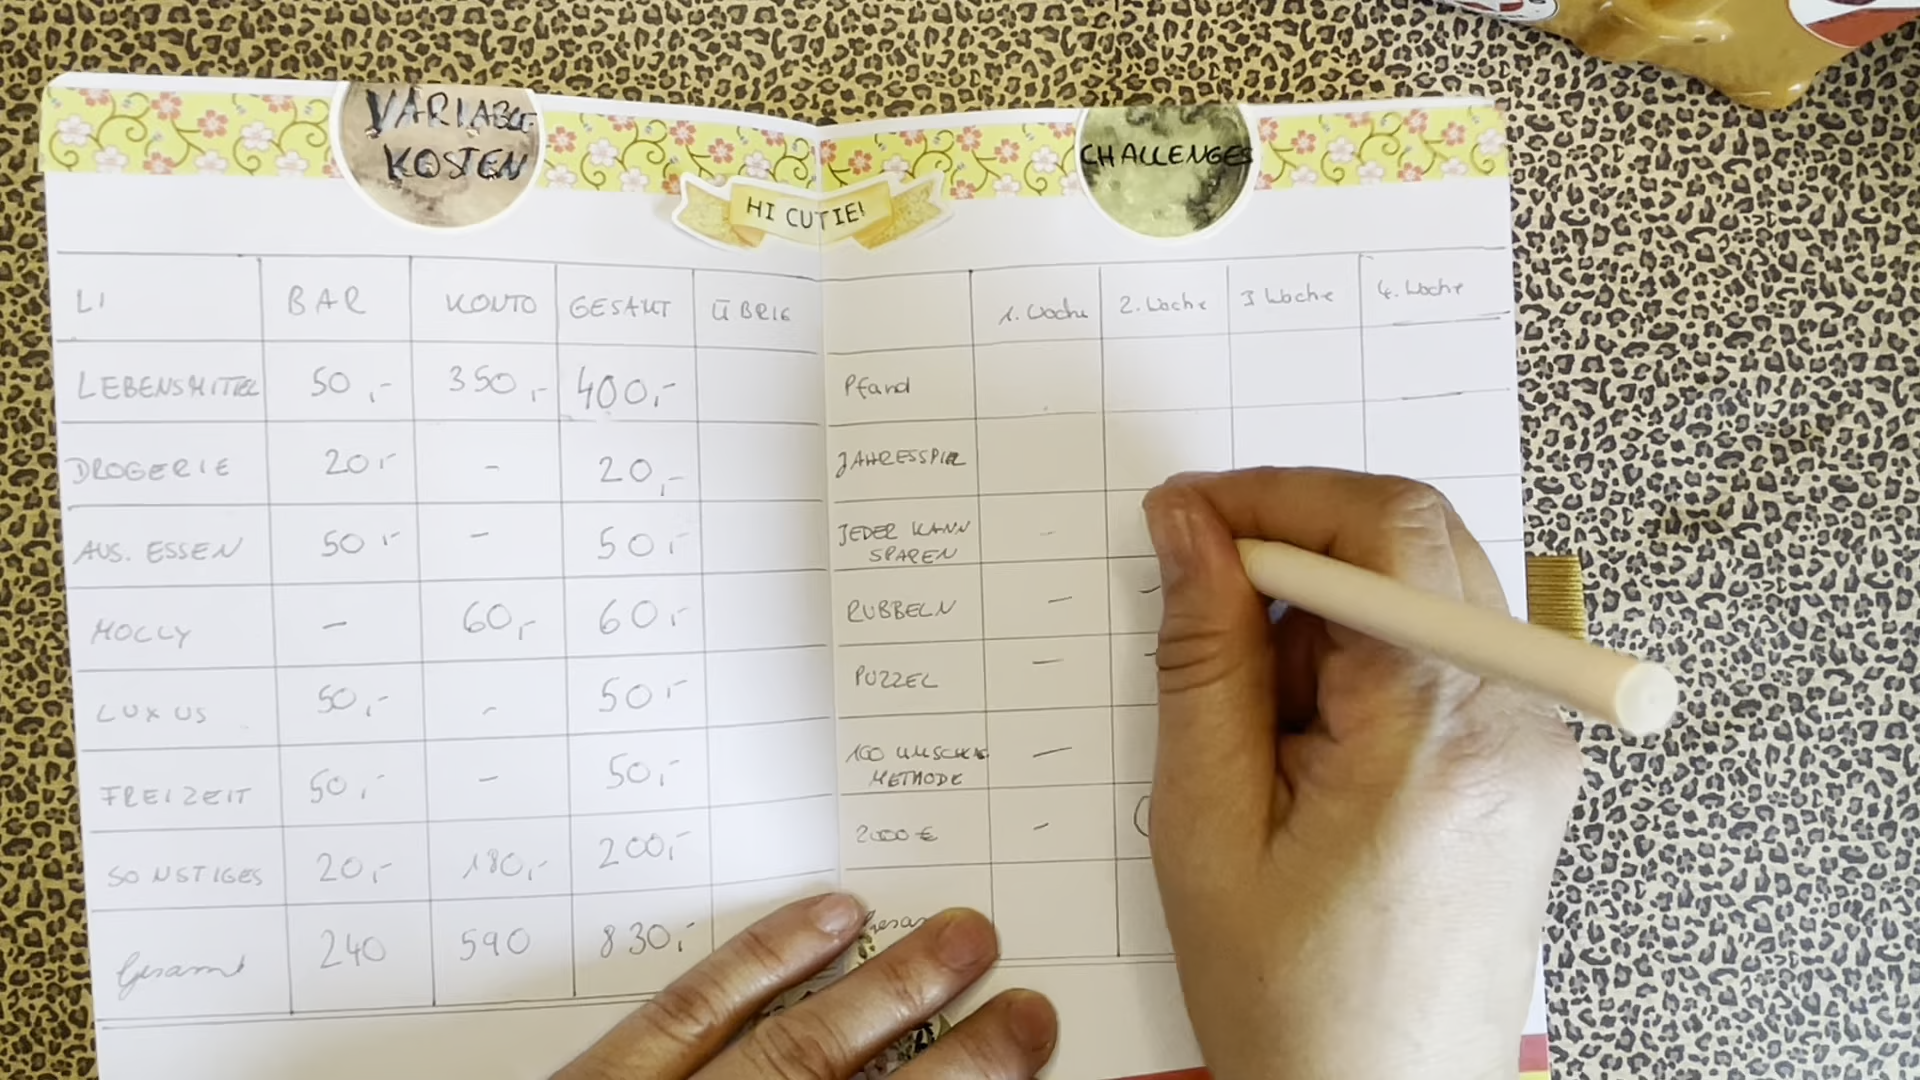 VARIABLE
KOSTEN
CHALLENGES
HI CUTIE!
LI BAR KONTO GESAMT ÜBRIG
LEBENSMITTEL 50,- 350,- 400,-
DROGERIE 20,- - 20,-
AUS. ESSEN 50,- - 50,-
MOLLY - 60,- 60,-
LUXUS 50,- - 50,-
FREIZEIT 50,- - 50,-
SONSTIGES 20,- 180,- 200,-
Gesamt 240 590 830,-
1. Woche 2. Woche 3 Woche 4. Woche
Pfand
JAHRESSPIEL
JEDER KANN -
SPAREN
RUBBELN - -
PUZZEL - -
100 UMSCHLG -
METHODE
2000 € -